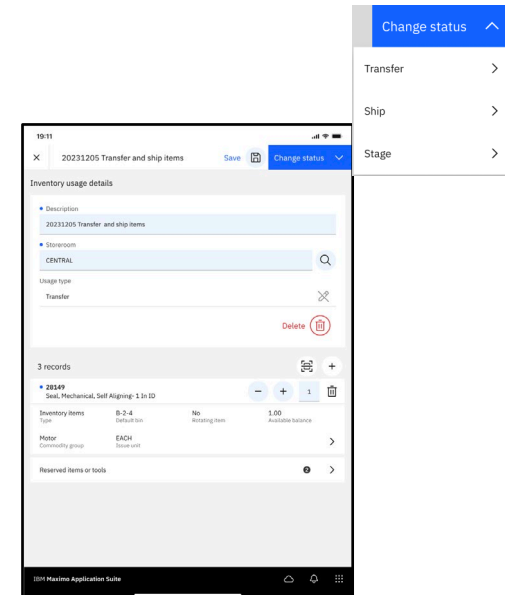 Change status
Transfer
Ship
Stage
19:11
20231205 Transfer and ship items
Save
Change status
Inventory usage details
Description
20231205 Transfer and ship items
Storeroom
CENTRAL
Usage type
Transfer
Delete
3 records
28149
Seal, Mechanical, Self Aligning- 1 In ID
1
Inventory items B-2-4 No 1.00
Type Default bin Rotating item Available balance
Motor EACH
Commodity group Issue unit
Reserved items or tools 2
IBM Maximo Application Suite